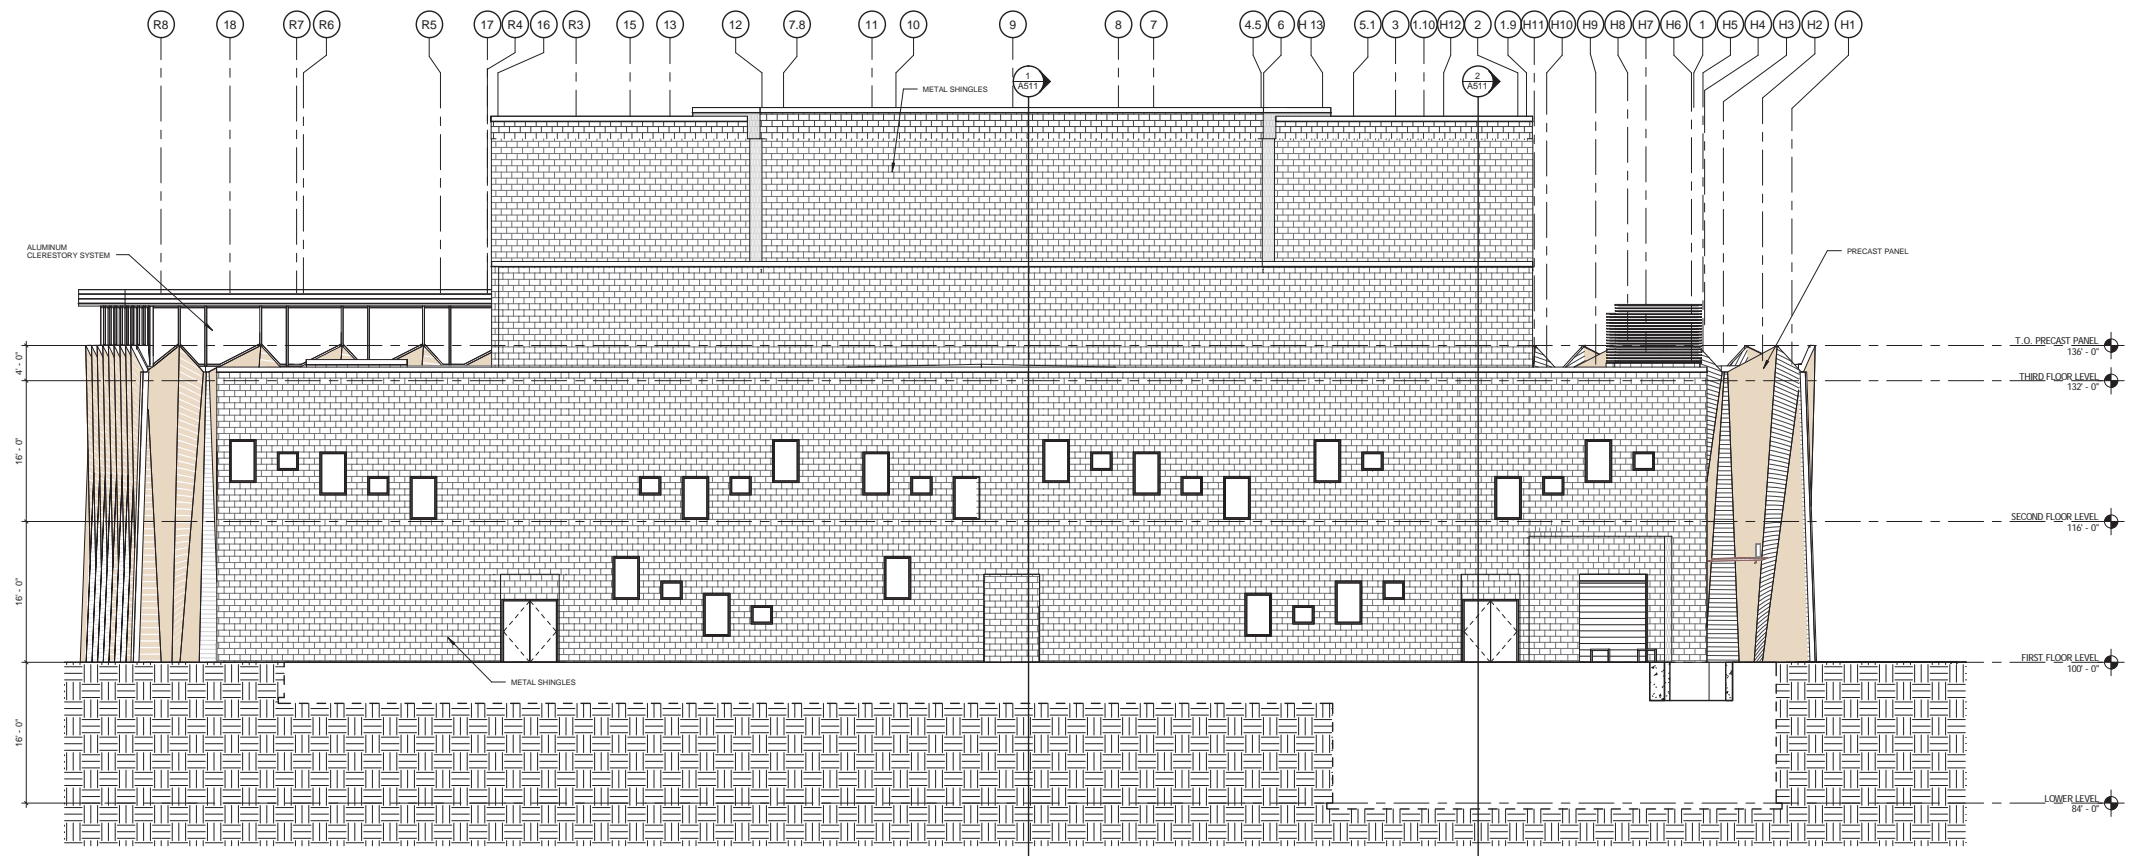 R8 18 R7 R6 R5 17 R4 16 R3 15 13 12 7.8 11 10 9 8 7 4.5 6 H 13 5.1 3 1.10 H12 2 1.9 H11 H10 H9 H8 H7 H6 1 H5 H4 H3 H2 H1
1
A511
2
A511
METAL SHINGLES
ALUMINUM
CLERESTORY SYSTEM
PRECAST PANEL
T.O. PRECAST PANEL
136' - 0"
4' - 0"
THIRD FLOOR LEVEL
132' - 0"
16' - 0"
SECOND FLOOR LEVEL
116' - 0"
16' - 0"
FIRST FLOOR LEVEL
100' - 0"
METAL SHINGLES
16' - 0"
LOWER LEVEL
84' - 0"